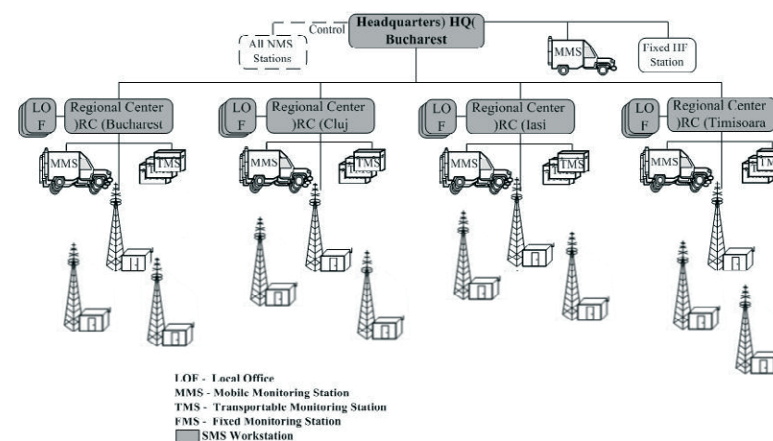 Headquarters) HQ(
Bucharest
Control
All NMS
Stations
MMS
Fixed HF
Station
LO
F
Regional Center
)RC (Bucharest
LO
F
Regional Center
)RC (Cluj
LO
F
Regional Center
)RC (Iasi
LO
F
Regional Center
)RC (Timisoara
MMS
TMS
MMS
TMS
MMS
TMS
MMS
TMS
LOF - Local Office
MMS - Mobile Monitoring Station
TMS - Transportable Monitoring Station
FMS - Fixed Monitoring Station
SMS Workstation